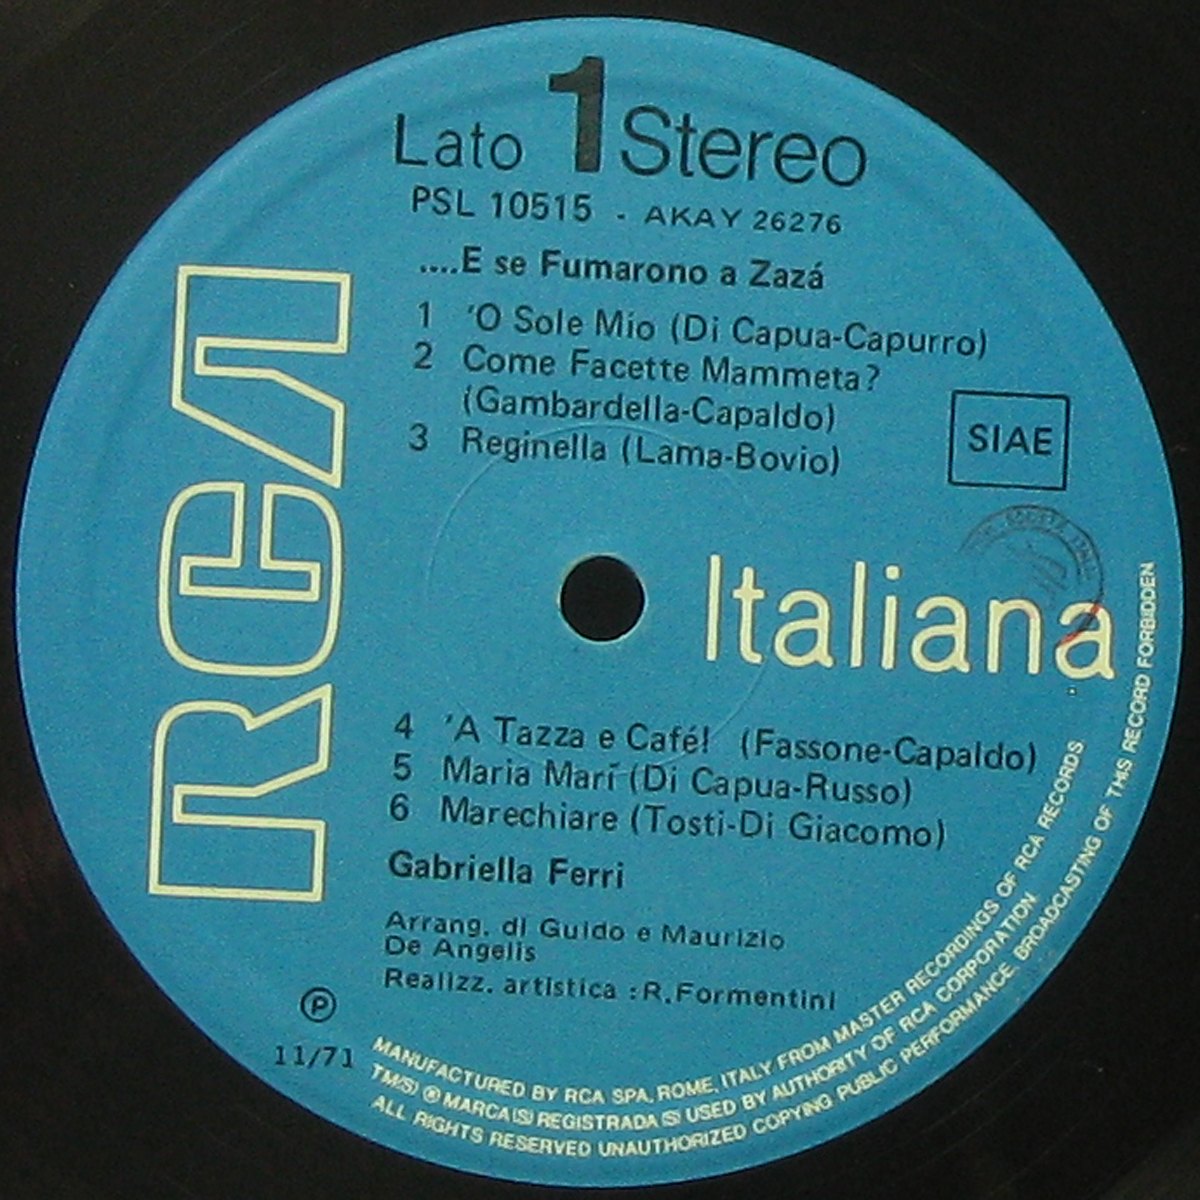 Lato 1 Stereo
PSL 10515 - AKAY 26276
....E se Fumarono a Zazá
1 'O Sole Mio (Di Capua-Capurro)
2 Come Facette Mammeta?
(Gambardella-Capaldo)
3 Reginella (Lama-Bovio)
SIAE
RCA
Italiana
4 'A Tazza e Café! (Fassone-Capaldo)
5 Maria Marí (Di Capua-Russo)
6 Marechiare (Tosti-Di Giacomo)
Gabriella Ferri
Arrang. di Guido e Maurizio
De Angelis
Realizz. artistica : R. Formentini
Ⓟ
11/71
MANUFACTURED BY RCA SPA, ROME, ITALY FROM MASTER RECORDINGS OF RCA RECORDS
TM(S) ® MARCA(S) REGISTRADA(S) USED BY AUTHORITY OF RCA CORPORATION
ALL RIGHTS RESERVED UNAUTHORIZED COPYING PUBLIC PERFORMANCE, BROADCASTING OF THIS RECORD FORBIDDEN